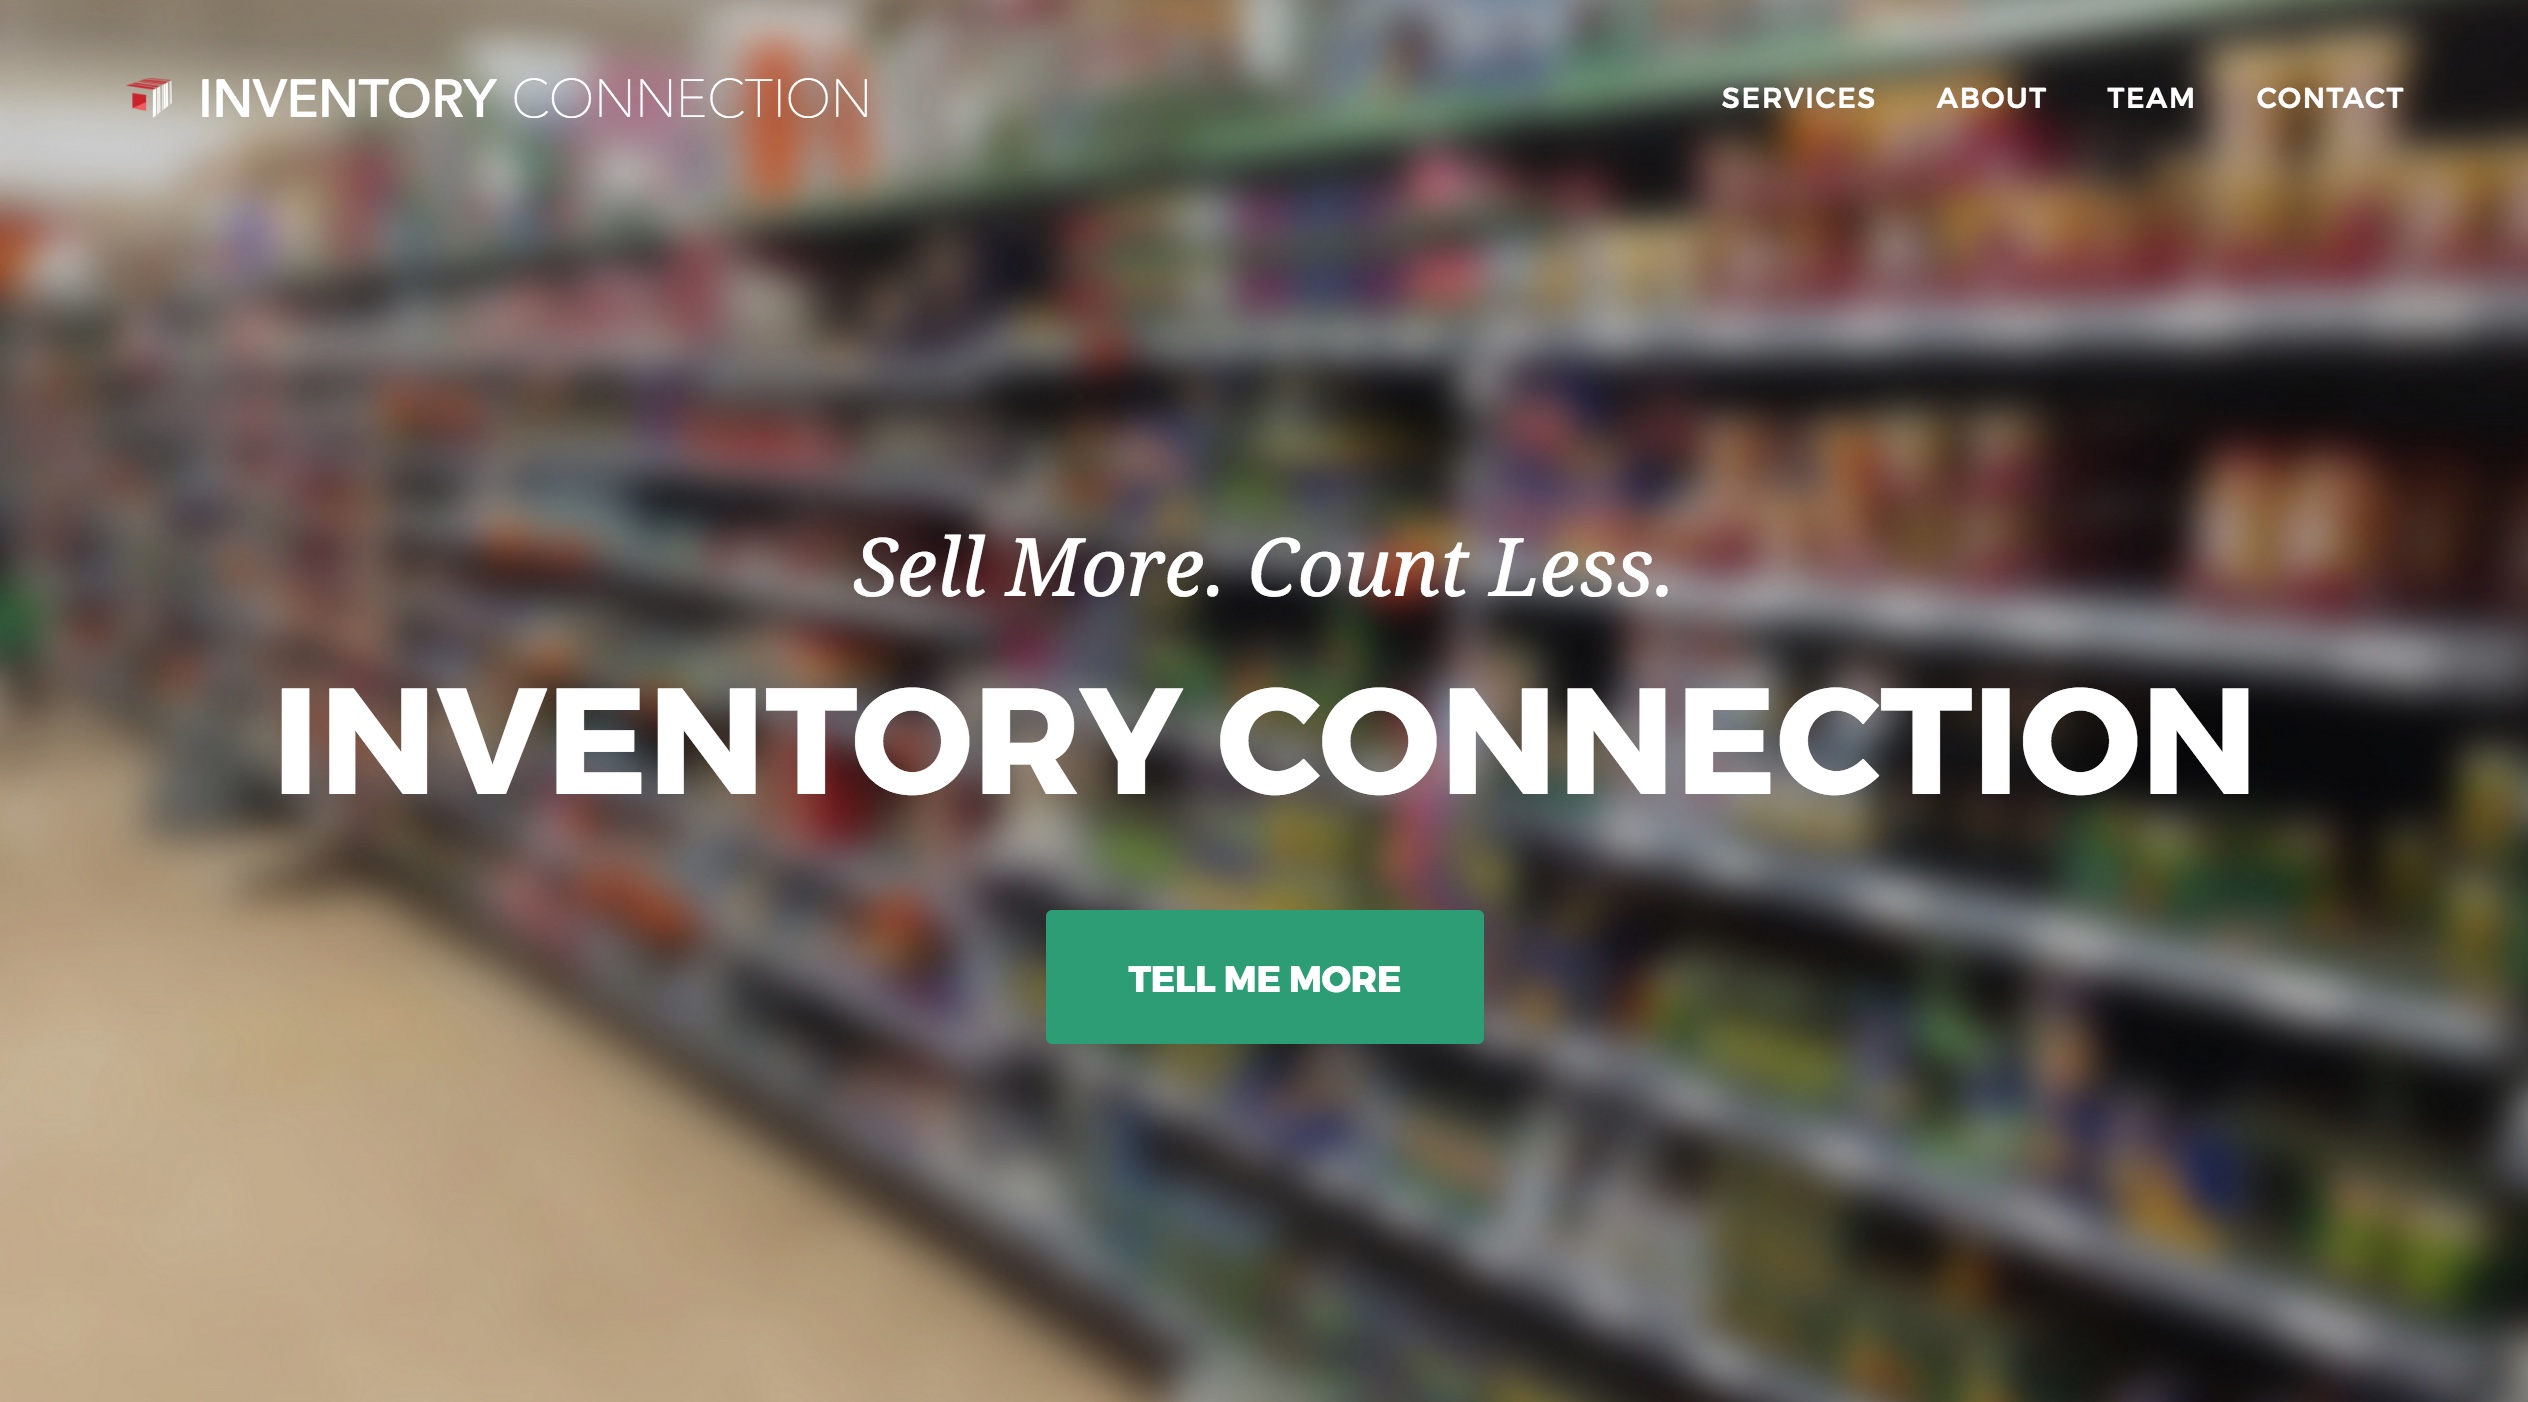 INVENTORY CONNECTION
SERVICES ABOUT TEAM CONTACT
Sell More. Count Less.
INVENTORY CONNECTION
TELL ME MORE